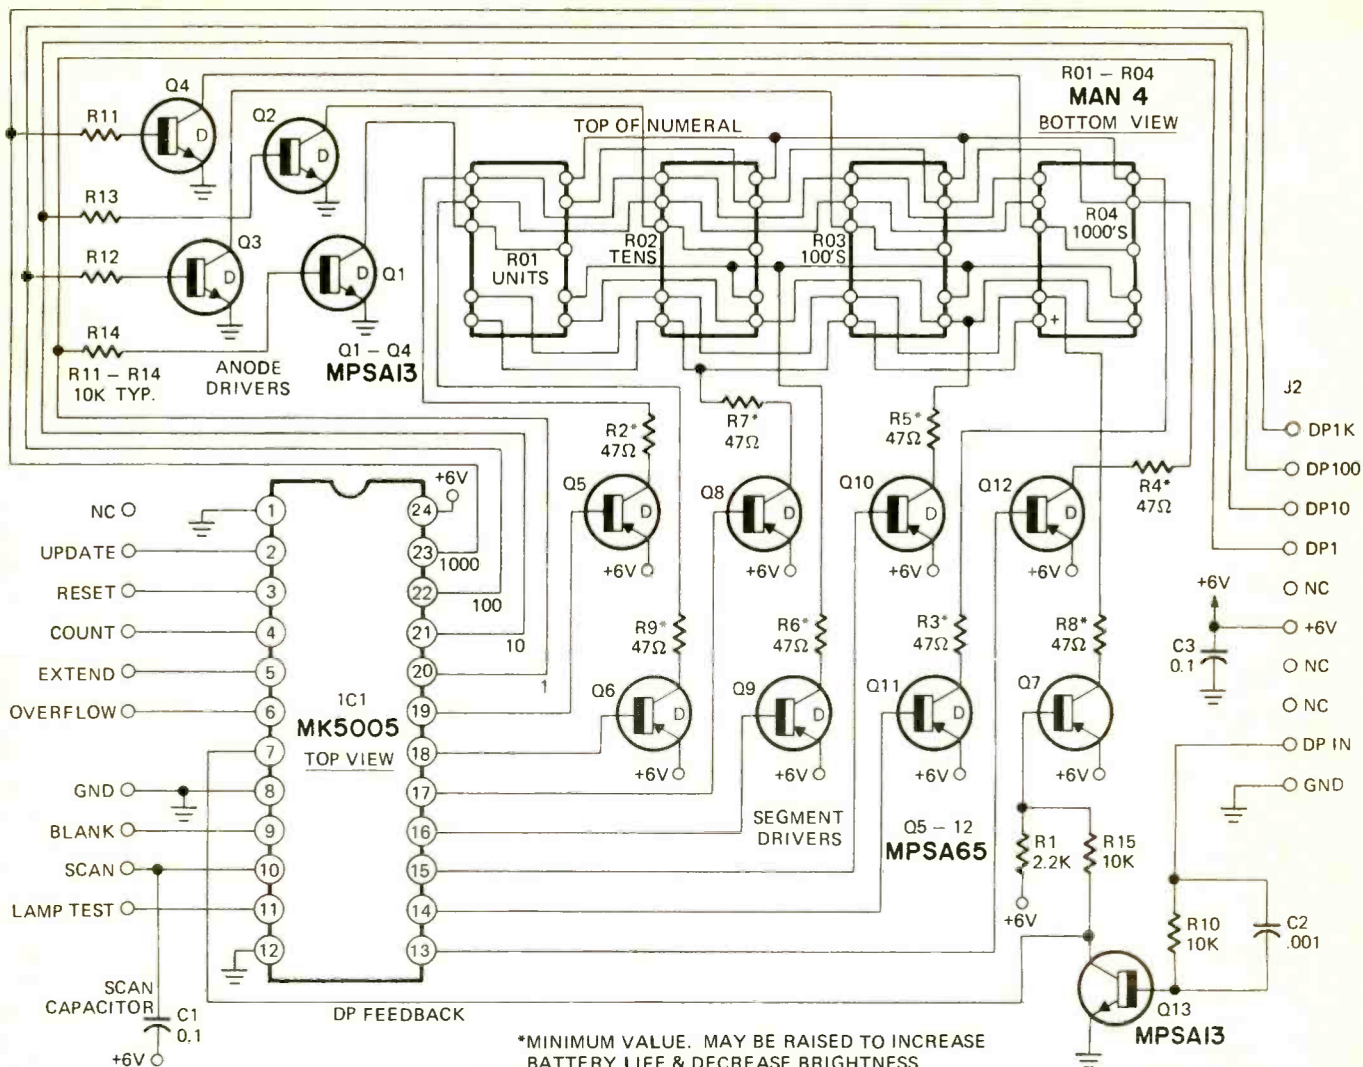 R01 – R04
MAN 4
BOTTOM VIEW
Q4
R11
D
Q2
D
TOP OF NUMERAL
R13
Q3
R12
D
D
Q1
R01
UNITS
R02
TENS
R03
100'S
R04
1000'S
+
R14
R11 – R14
10K TYP.
ANODE
DRIVERS
Q1 – Q4
MPSA13
J2
R2*
47Ω
R7*
47Ω
R5*
47Ω
R4*
47Ω
DP1K
DP100
DP10
DP1
NC
+6V
NC
NC
DP IN
GND
+6V
C3
0.1
Q5
D
+6V
Q8
D
+6V
Q10
D
+6V
Q12
D
+6V
R9*
47Ω
R6*
47Ω
R3*
47Ω
R8*
47Ω
Q6
D
+6V
Q9
D
+6V
Q11
D
+6V
Q7
+6V
NC
UPDATE
RESET
COUNT
EXTEND
OVERFLOW
GND
BLANK
SCAN
LAMP TEST
1
2
3
4
5
6
7
8
9
10
11
12
IC1
MK5005
TOP VIEW
+6V
24
23
22
21
20
19
18
17
16
15
14
13
1000
100
10
1
SEGMENT
DRIVERS
Q5 – 12
MPSA65
R1
2.2K
+6V
R15
10K
R10
10K
C2
.001
Q13
MPSA13
SCAN
CAPACITOR
C1
0.1
+6V
DP FEEDBACK
*MINIMUM VALUE. MAY BE RAISED TO INCREASE
BATTERY LIFE & DECREASE BRIGHTNESS